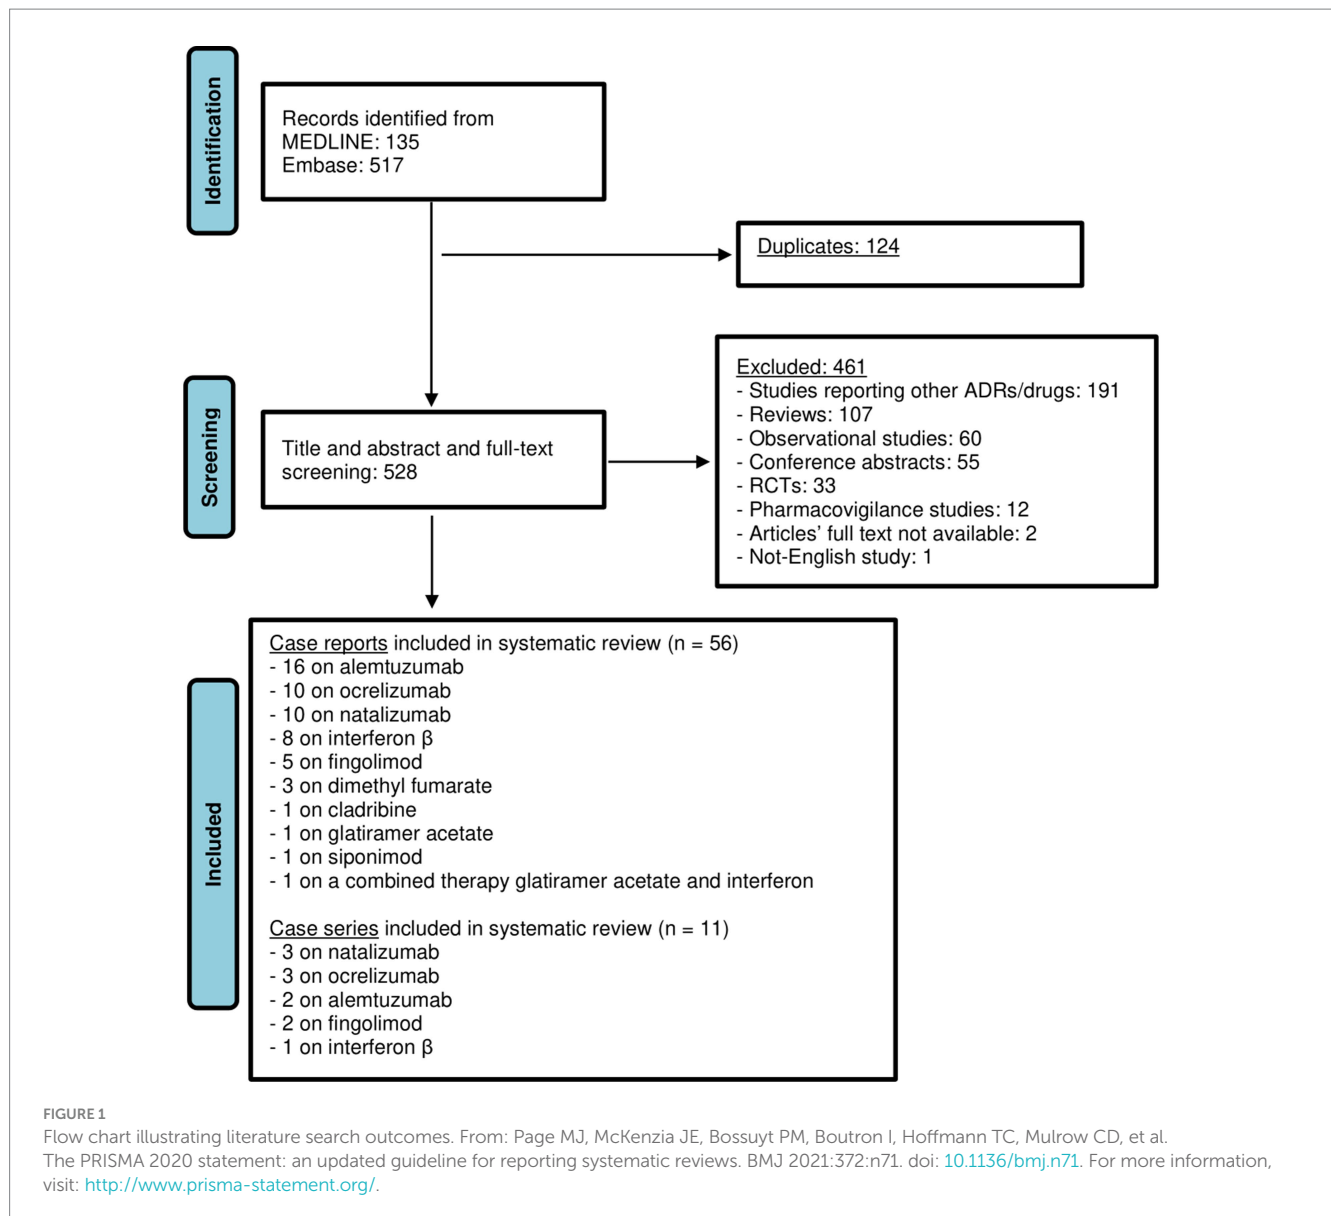 Identification
Records identified from
MEDLINE: 135
Embase: 517
Duplicates: 124
Screening
Title and abstract and full-text
screening: 528
Excluded: 461
- Studies reporting other ADRs/drugs: 191
- Reviews: 107
- Observational studies: 60
- Conference abstracts: 55
- RCTs: 33
- Pharmacovigilance studies: 12
- Articles’ full text not available: 2
- Not-English study: 1
Included
Case reports included in systematic review (n = 56)
- 16 on alemtuzumab
- 10 on ocrelizumab
- 10 on natalizumab
- 8 on interferon β
- 5 on fingolimod
- 3 on dimethyl fumarate
- 1 on cladribine
- 1 on glatiramer acetate
- 1 on siponimod
- 1 on a combined therapy glatiramer acetate and interferon
Case series included in systematic review (n = 11)
- 3 on natalizumab
- 3 on ocrelizumab
- 2 on alemtuzumab
- 2 on fingolimod
- 1 on interferon β
FIGURE 1
Flow chart illustrating literature search outcomes. From: Page MJ, McKenzia JE, Bossuyt PM, Boutron I, Hoffmann TC, Mulrow CD, et al.
The PRISMA 2020 statement: an updated guideline for reporting systematic reviews. BMJ 2021:372:n71. doi: 10.1136/bmj.n71. For more information,
visit: http://www.prisma-statement.org/.